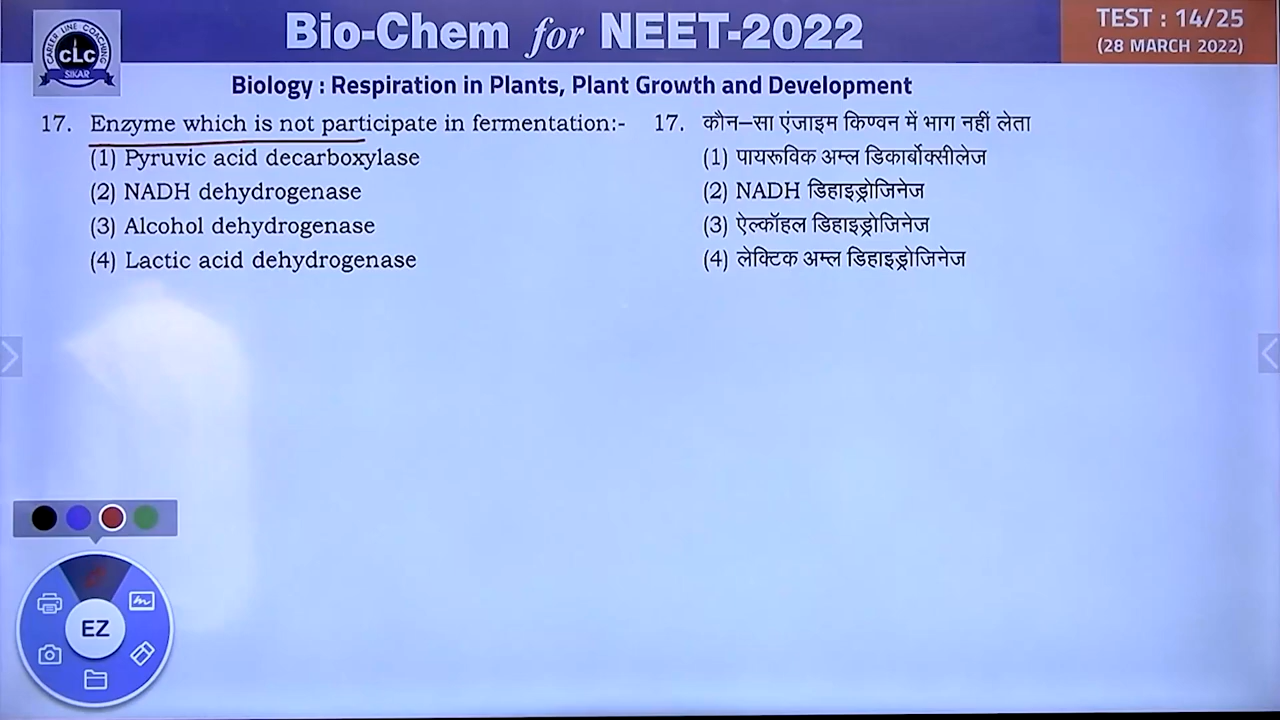 CAREER LINE COACHING
CLC
SIKAR
Bio-Chem for NEET-2022
TEST : 14/25
(28 MARCH 2022)
Biology : Respiration in Plants, Plant Growth and Development
17. Enzyme which is not participate in fermentation:-
(1) Pyruvic acid decarboxylase
(2) NADH dehydrogenase
(3) Alcohol dehydrogenase
(4) Lactic acid dehydrogenase
17. कौन–सा एंजाइम किण्वन में भाग नहीं लेता
(1) पायरूविक अम्ल डिकार्बोक्सीलेज
(2) NADH डिहाइड्रोजिनेज
(3) ऐल्कॉहल डिहाइड्रोजिनेज
(4) लेक्टिक अम्ल डिहाइड्रोजिनेज
EZ